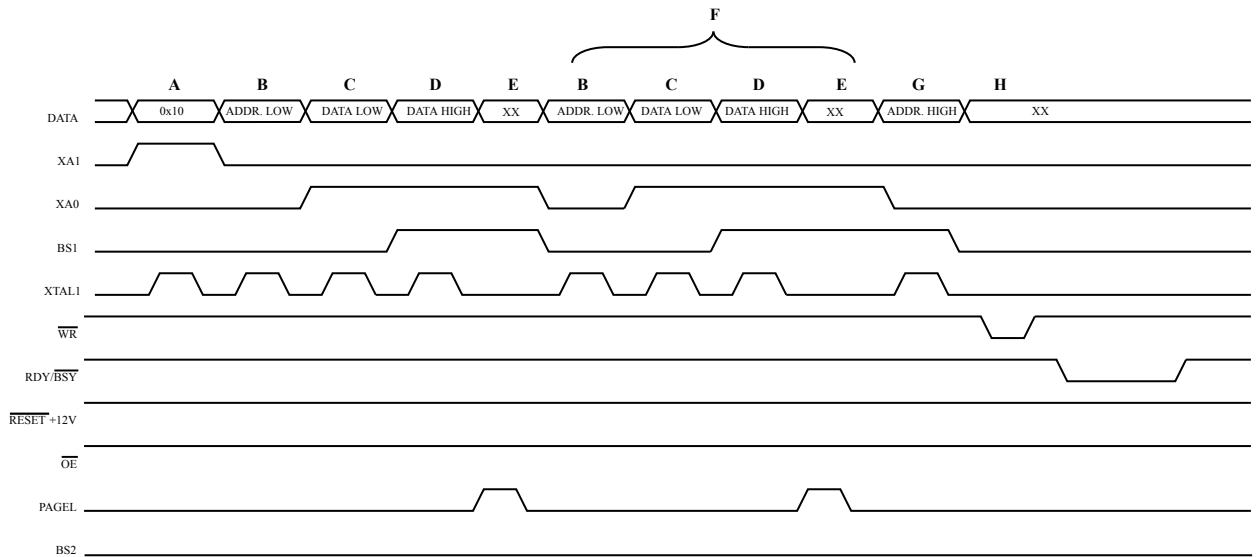 F
A B C D E B C D E G H
DATA 0x10 ADDR. LOW DATA LOW DATA HIGH XX ADDR. LOW DATA LOW DATA HIGH XX ADDR. HIGH XX
XA1
XA0
BS1
XTAL1
WR
RDY/BSY
RESET +12V
OE
PAGEL
BS2